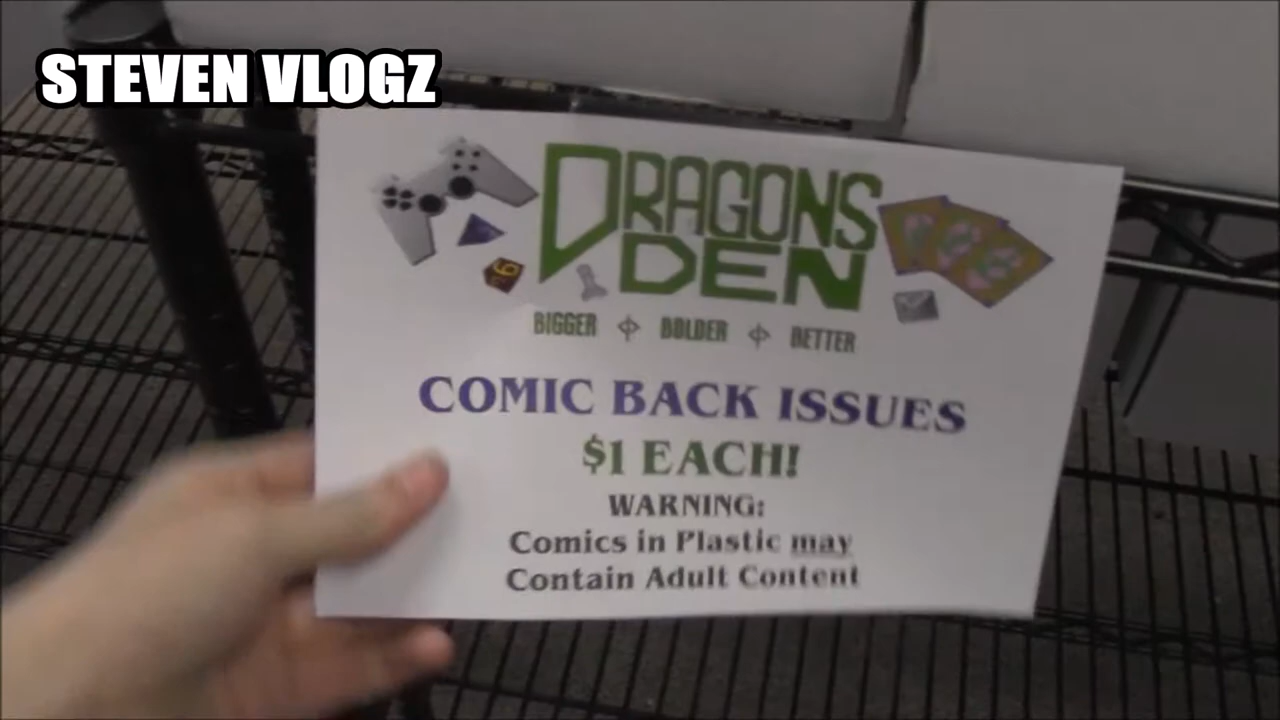 STEVEN VLOGZ
DRAGONS
DEN
6
BIGGER BOLDER BETTER
COMIC BACK ISSUES
$1 EACH!
WARNING:
Comics in Plastic may
Contain Adult Content